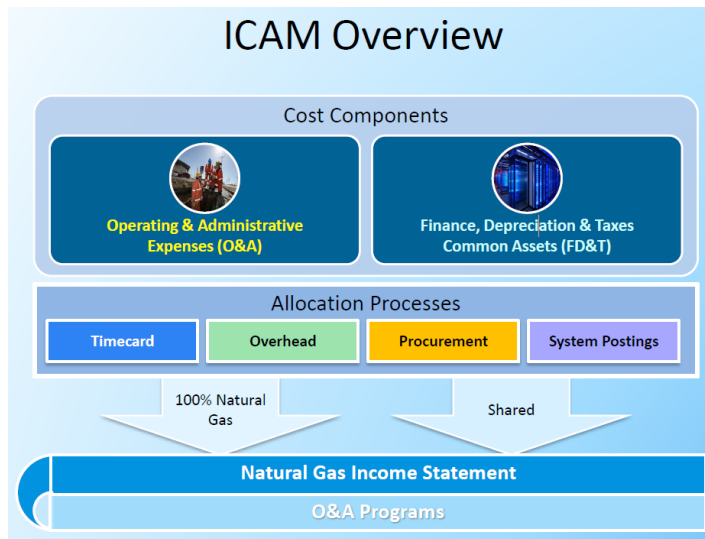 ICAM Overview
Cost Components
Operating & Administrative
Expenses (O&A)
Finance, Depreciation & Taxes
Common Assets (FD&T)
Allocation Processes
Timecard
Overhead
Procurement
System Postings
100% Natural
Gas
Shared
Natural Gas Income Statement
O&A Programs